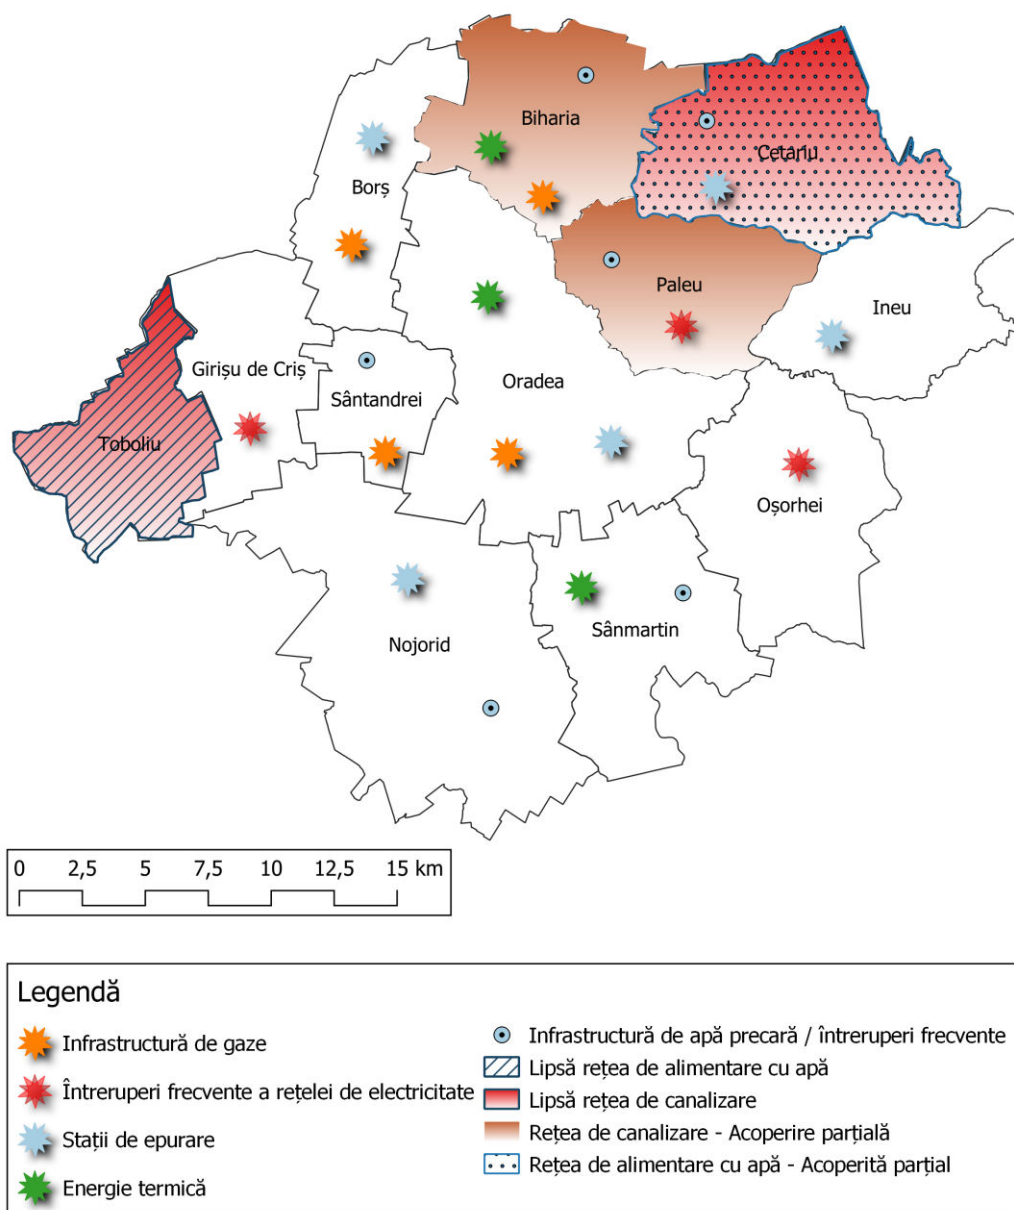 Biharia
Cetariu
Borș
Paleu
Ineu
Girișu de Criș
Sântandrei
Oradea
Toboliu
Oșorhei
Sânmartin
Nojorid
0 2,5 5 7,5 10 12,5 15 km
Legendă
Infrastructură de gaze
Întreruperi frecvente a rețelei de electricitate
Stații de epurare
Energie termică
Infrastructură de apă precară / întreruperi frecvente
Lipsă rețea de alimentare cu apă
Lipsă rețea de canalizare
Rețea de canalizare - Acoperire parțială
Rețea de alimentare cu apă - Acoperită parțial